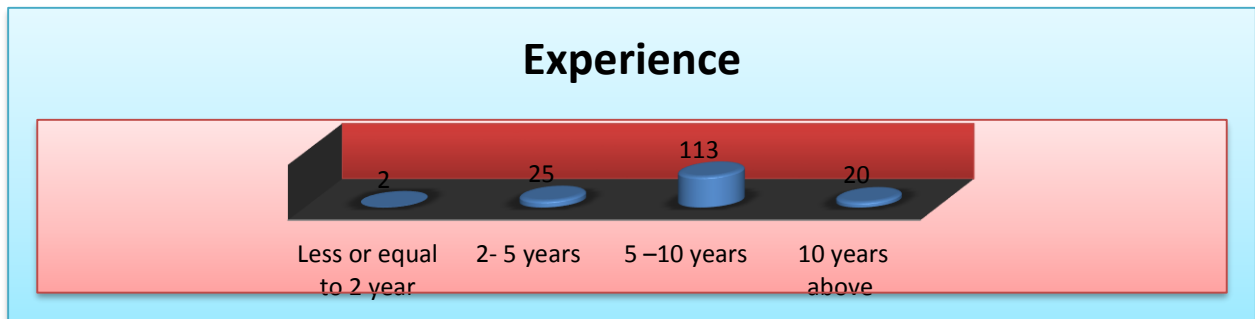 Experience
2
25
113
20
Less or equal
to 2 year
2- 5 years
5 –10 years
10 years
above